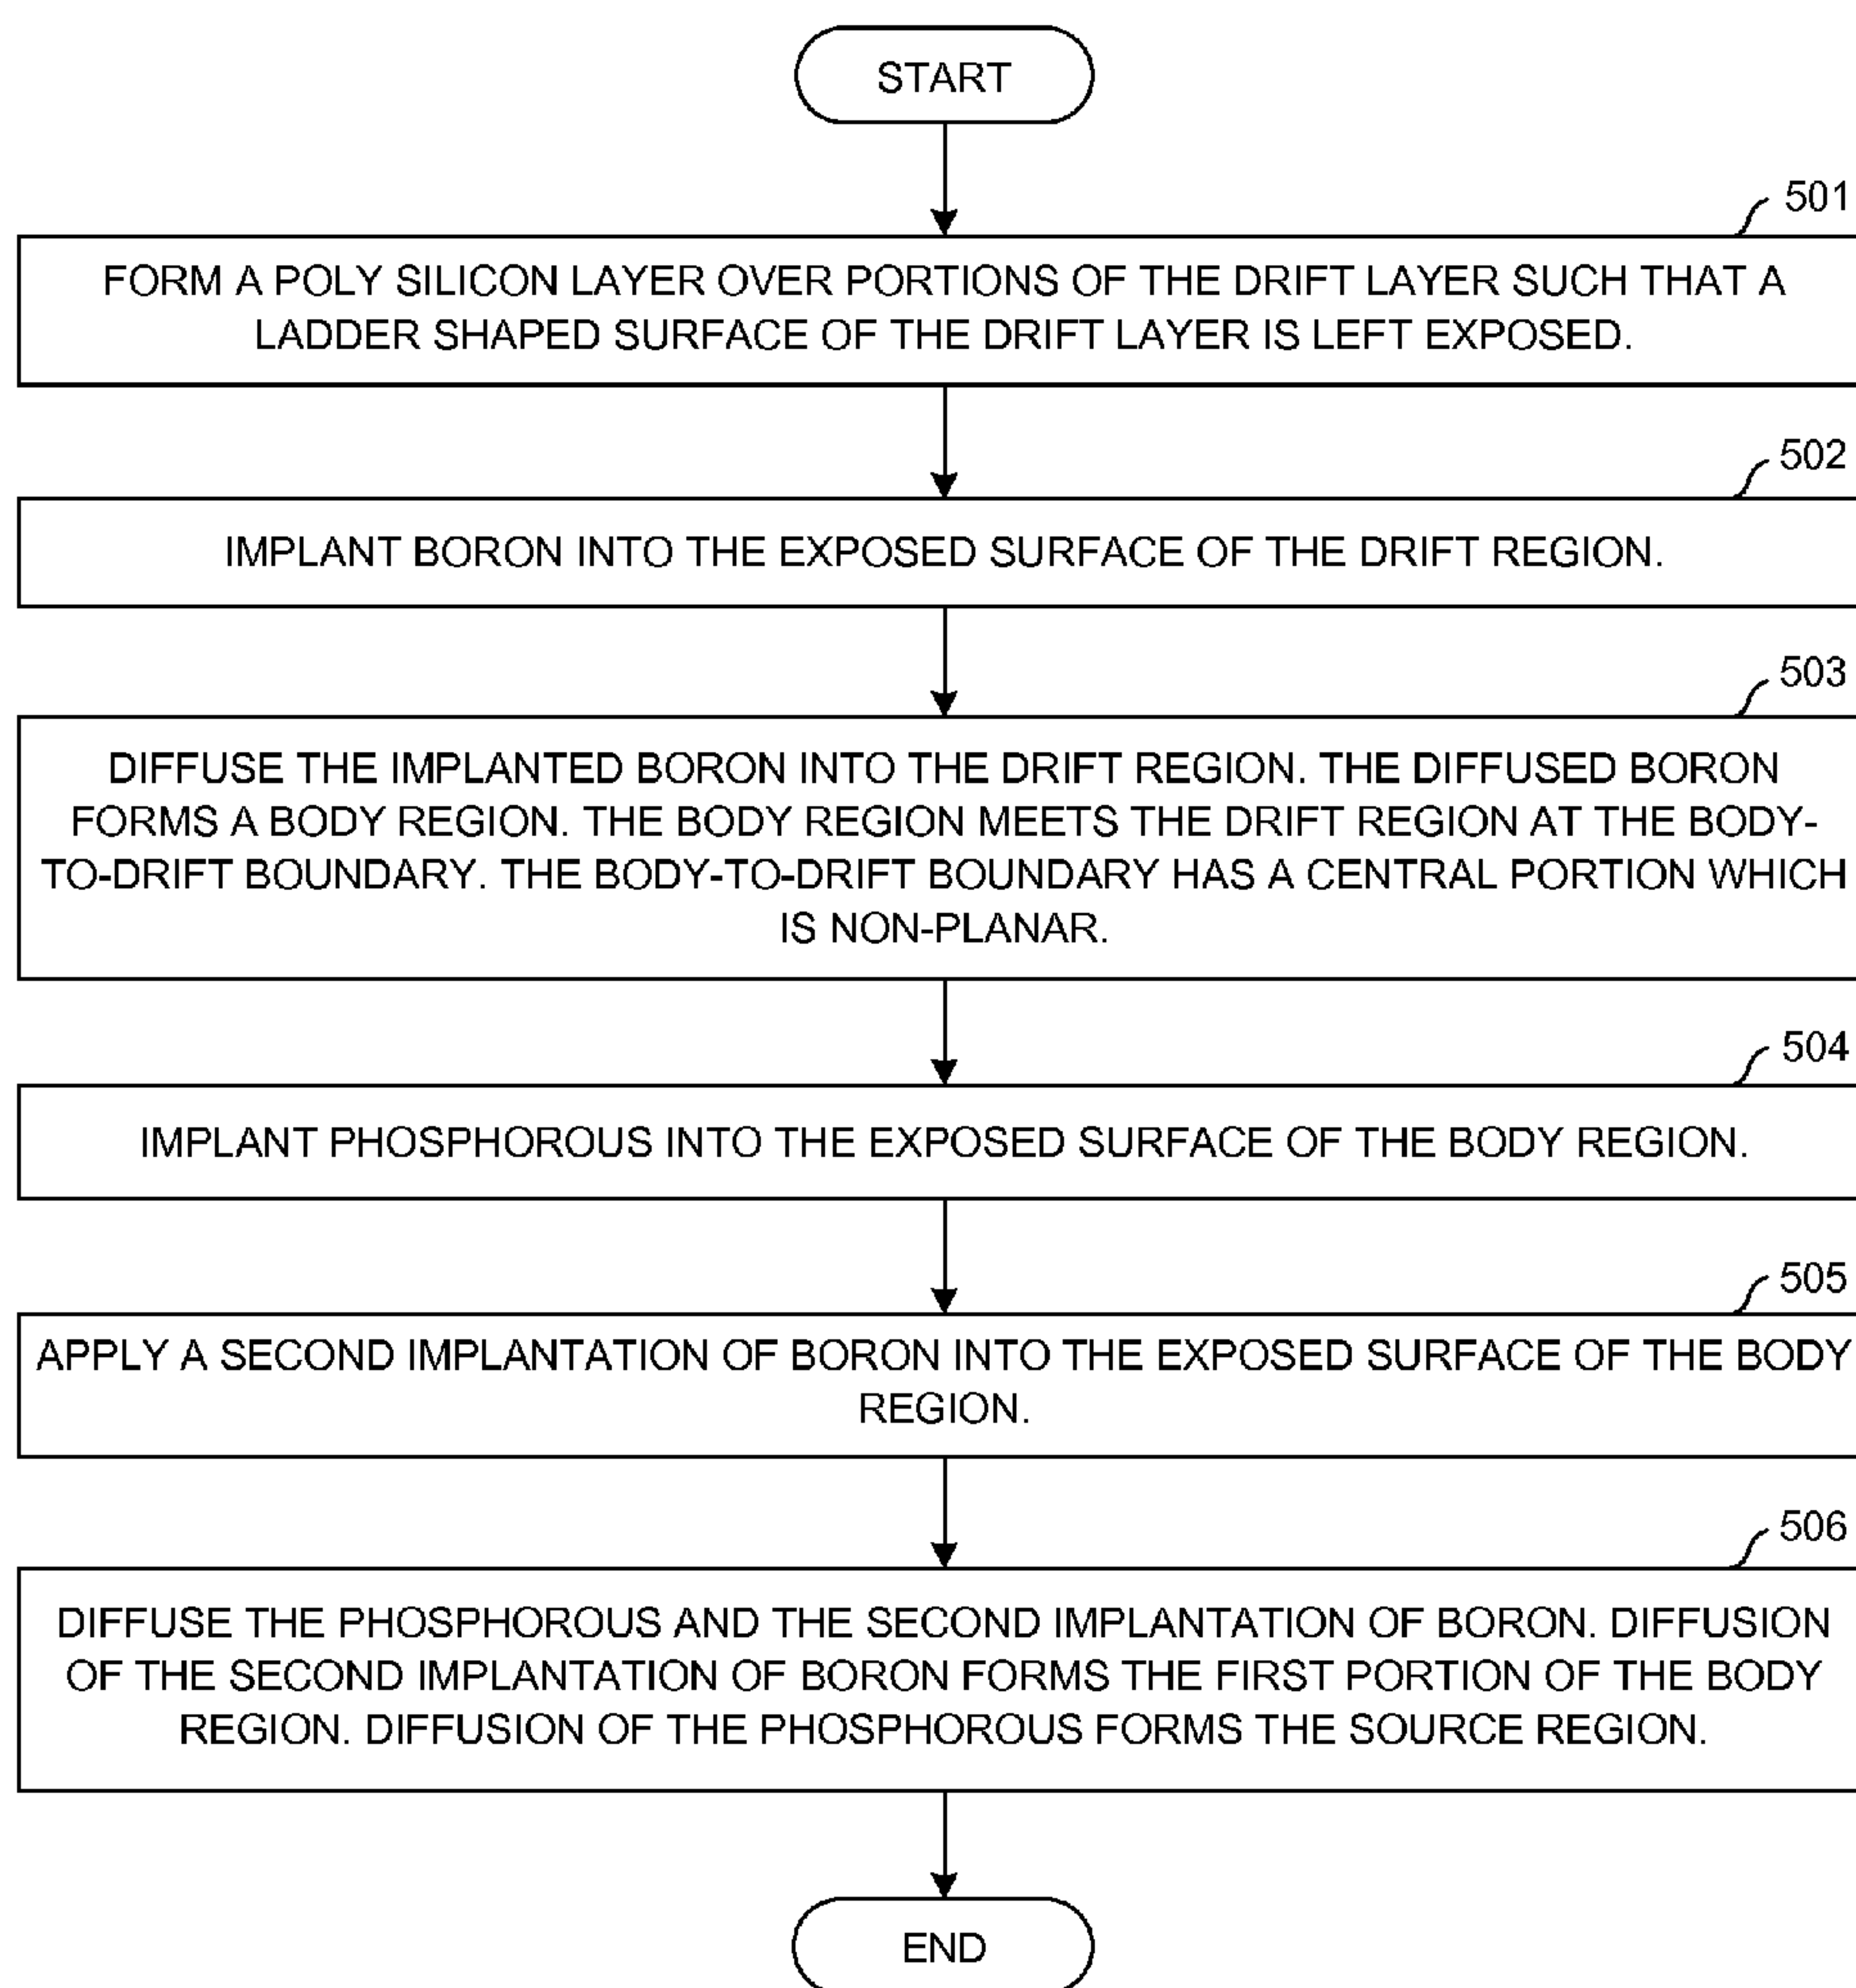 START
501
FORM A POLY SILICON LAYER OVER PORTIONS OF THE DRIFT LAYER SUCH THAT A
LADDER SHAPED SURFACE OF THE DRIFT LAYER IS LEFT EXPOSED.
502
IMPLANT BORON INTO THE EXPOSED SURFACE OF THE DRIFT REGION.
503
DIFFUSE THE IMPLANTED BORON INTO THE DRIFT REGION. THE DIFFUSED BORON
FORMS A BODY REGION. THE BODY REGION MEETS THE DRIFT REGION AT THE BODY-
TO-DRIFT BOUNDARY. THE BODY-TO-DRIFT BOUNDARY HAS A CENTRAL PORTION WHICH
IS NON-PLANAR.
504
IMPLANT PHOSPHOROUS INTO THE EXPOSED SURFACE OF THE BODY REGION.
505
APPLY A SECOND IMPLANTATION OF BORON INTO THE EXPOSED SURFACE OF THE BODY
REGION.
506
DIFFUSE THE PHOSPHOROUS AND THE SECOND IMPLANTATION OF BORON. DIFFUSION
OF THE SECOND IMPLANTATION OF BORON FORMS THE FIRST PORTION OF THE BODY
REGION. DIFFUSION OF THE PHOSPHOROUS FORMS THE SOURCE REGION.
END